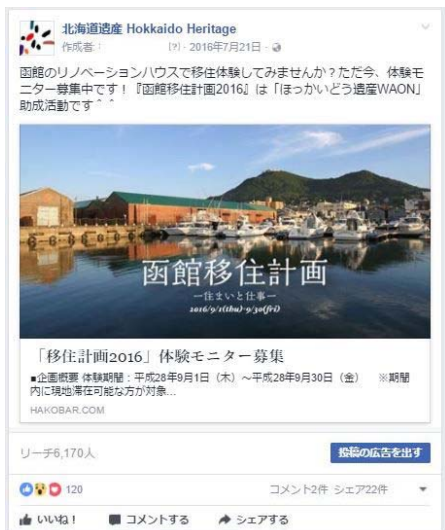 北海道遺産 Hokkaido Heritage
作成者： [?]・2016年7月21日・
函館のリノベーションハウスで移住体験してみませんか？ただ今、体験モ
ニター募集中です！『函館移住計画2016』は「ほっかいどう遺産WAON」
助成活動です＾＾
函館移住計画
―住まいと仕事―
2016/9/1(thu)-9/30(fri)
「移住計画2016」体験モニター募集
■企画概要 体験期間：平成28年9月1日（木）～平成28年9月30日（金）　※期間
内に現地滞在可能な方が対象...
HAKOBAR.COM
リーチ6,170人
投稿の広告を出す
120
コメント2件 シェア22件
いいね！ コメントする シェアする